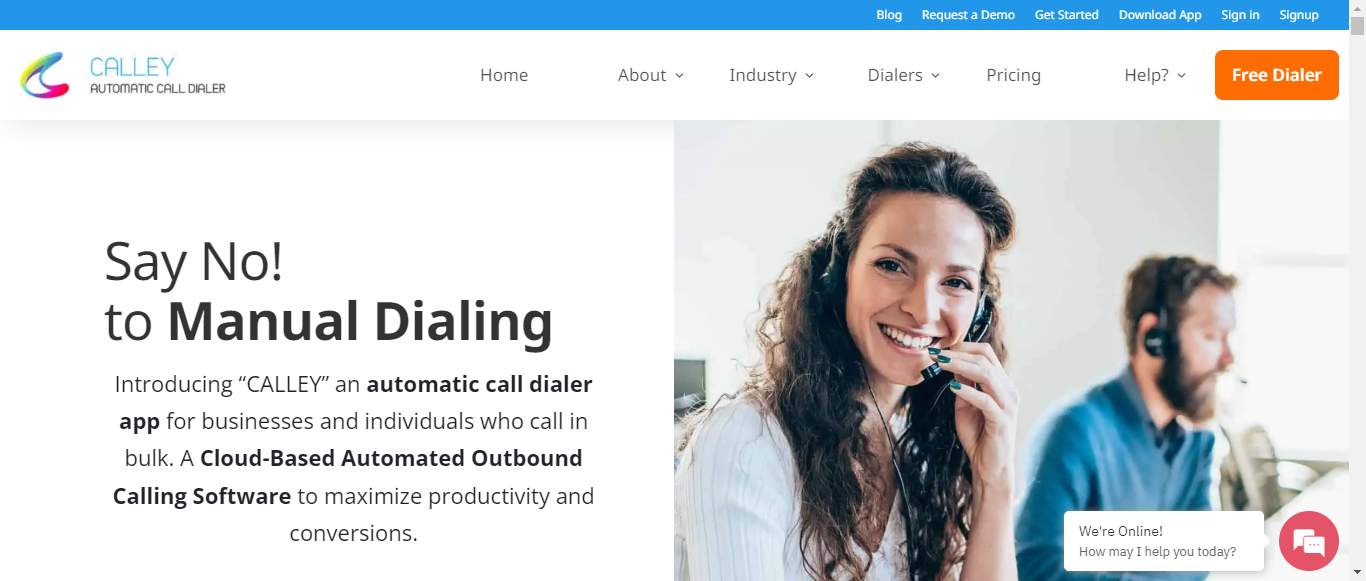 Blog Request a Demo Get Started Download App Sign in Signup
CALLEY
AUTOMATIC CALL DIALER
Home About Industry Dialers Pricing Help? Free Dialer
Say No!
to Manual Dialing
Introducing “CALLEY” an automatic call dialer
app for businesses and individuals who call in
bulk. A Cloud-Based Automated Outbound
Calling Software to maximize productivity and
conversions.
We're Online!
How may I help you today?